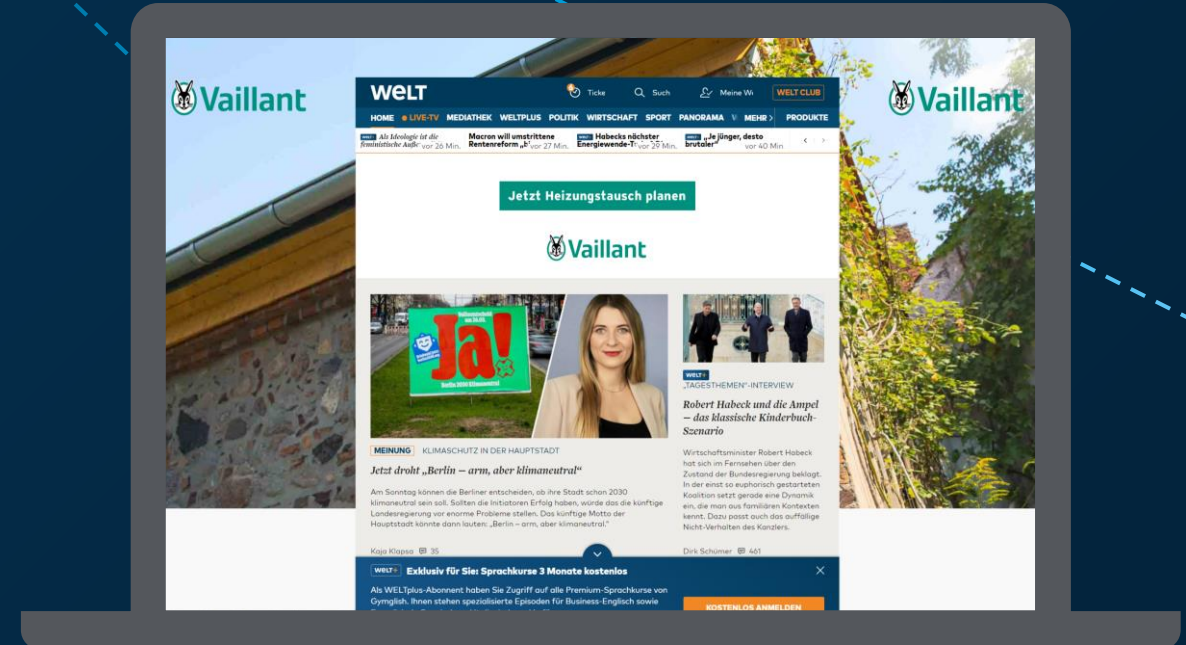 Vaillant
Vaillant
WELT
Ticke
Such
Meine We
WELT CLUB
HOME LIVE-TV MEDIATHEK WELTPLUS POLITIK WIRTSCHAFT SPORT PANORAMA MEHR PRODUKTE
WELT+ Als Ideologie ist die
feministische Auße vor 26 Min.
Macron will umstrittene
Rentenreform „b' vor 27 Min.
WELT+ Habecks nächster
Energiewende-T vor 29 Min.
WELT+ „Je jünger, desto
brutaler“ vor 40 Min.
Jetzt Heizungstausch planen
Vaillant
Ja!
Berlin 2030 Klimaneutral
WELT+
„TAGESTHEMEN“-INTERVIEW
Robert Habeck und die Ampel
– das klassische Kinderbuch-
Szenario
Wirtschaftsminister Robert Habeck
hat sich im Fernsehen über den
Zustand der Bundesregierung beklagt.
In der einst so euphorisch gestarteten
Koalition setzt gerade eine Dynamik
ein, die man aus familiären Kontexten
kennt. Dazu passt auch das auffällige
Nicht-Verhalten des Kanzlers.
Dirk Schümer 461
MEINUNG KLIMASCHUTZ IN DER HAUPTSTADT
Jetzt droht „Berlin – arm, aber klimaneutral“
Am Sonntag können die Berliner entscheiden, ob ihre Stadt schon 2030
klimaneutral sein soll. Sollten die Initiatoren Erfolg haben, würde das die künftige
Landesregierung vor enorme Probleme stellen. Das künftige Motto der
Hauptstadt könnte dann lauten: „Berlin – arm, aber klimaneutral.“
Kaja Klapsa 35
WELT+ Exklusiv für Sie: Sprachkurse 3 Monate kostenlos
Als WELTplus-Abonnent haben Sie Zugriff auf alle Premium-Sprachkurse von
Gymglish. Ihnen stehen spezialisierte Episoden für Business-Englisch sowie
KOSTENLOS ANMELDEN